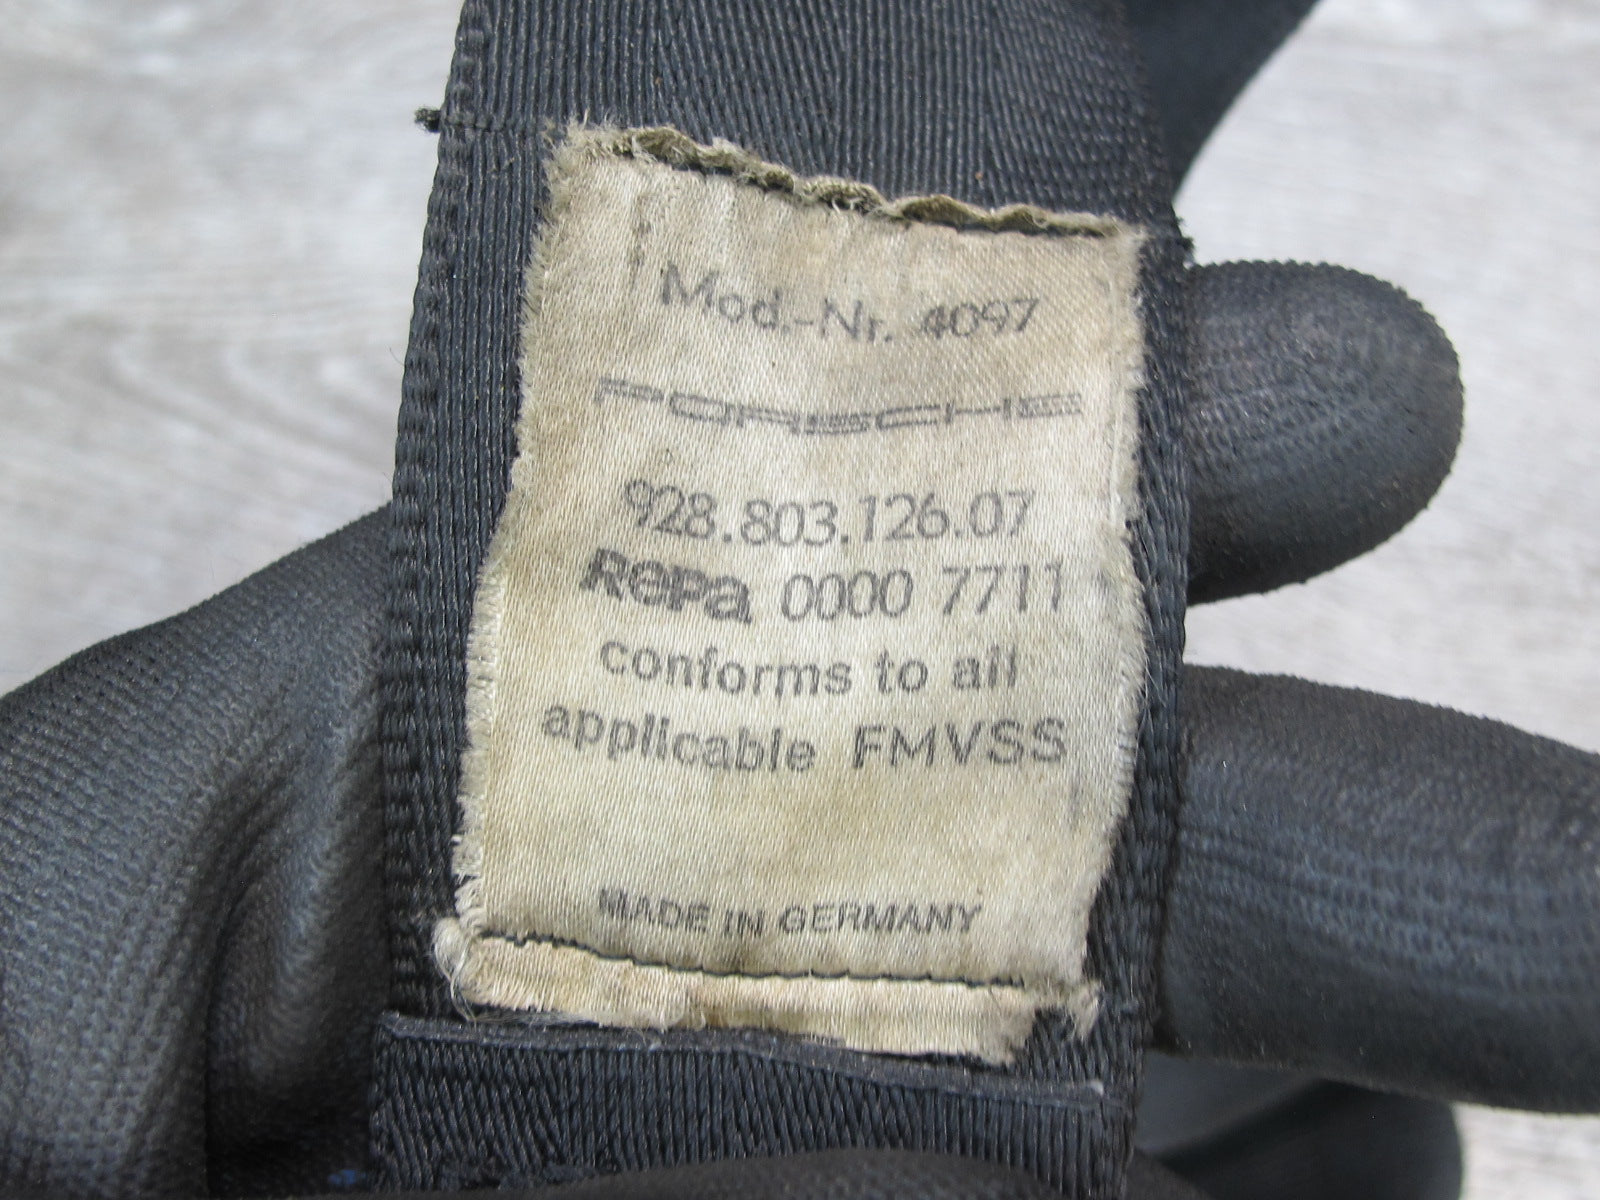 Mod.-Nr. 4097
PORSCHE
928.803.126.07
Repa 0000 7711
conforms to all
applicable FMVSS
MADE IN GERMANY